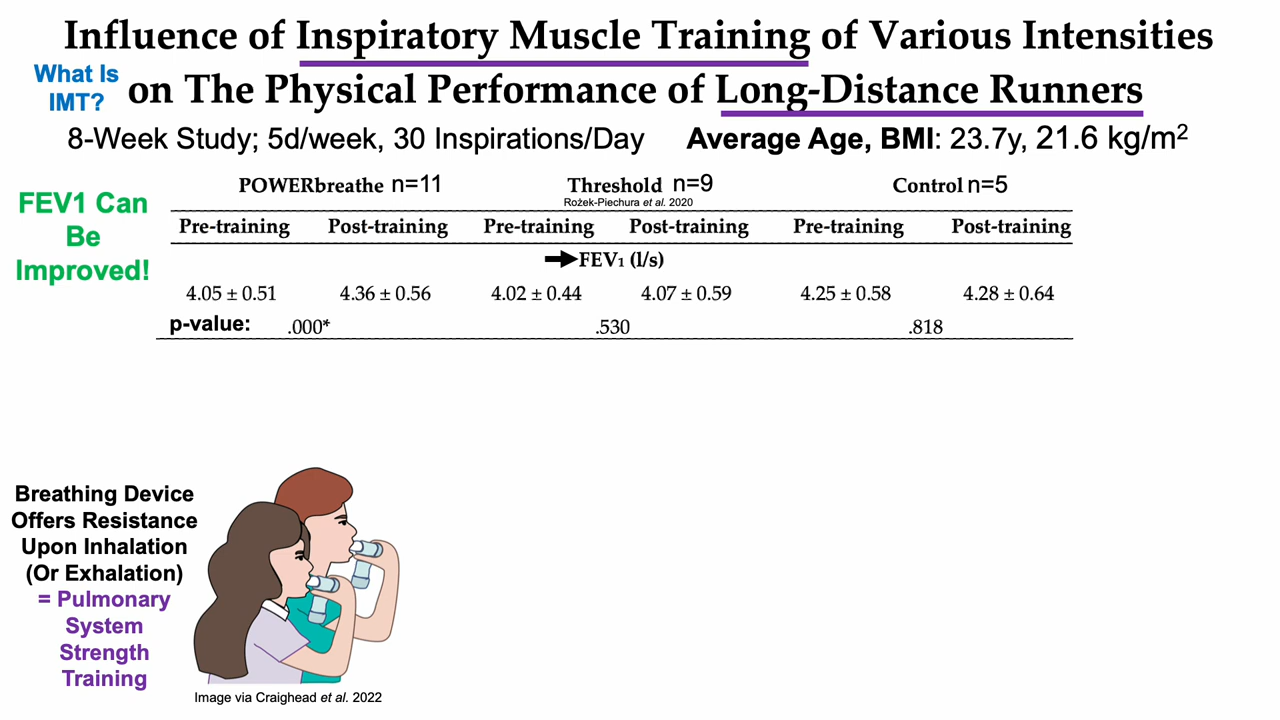 Influence of Inspiratory Muscle Training of Various Intensities
What Is
IMT?
on The Physical Performance of Long-Distance Runners
8-Week Study; 5d/week, 30 Inspirations/Day Average Age, BMI: 23.7y, 21.6 kg/m²
FEV1 Can
Be
Improved!
POWERbreathe n=11 Threshold n=9 Control n=5
Rożek-Piechura et al. 2020
Pre-training Post-training Pre-training Post-training Pre-training Post-training
FEV₁ (l/s)
4.05 ± 0.51 4.36 ± 0.56 4.02 ± 0.44 4.07 ± 0.59 4.25 ± 0.58 4.28 ± 0.64
p-value: .000* .530 .818
Breathing Device
Offers Resistance
Upon Inhalation
(Or Exhalation)
= Pulmonary
System
Strength
Training
Image via Craighead et al. 2022